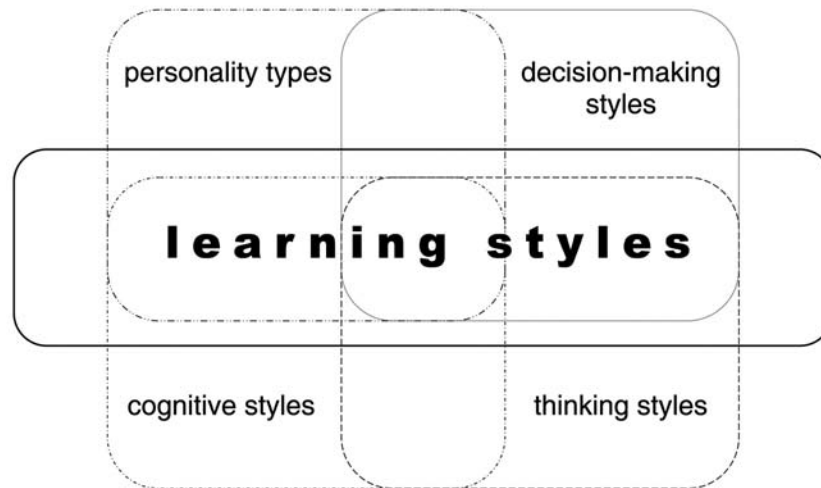 personality types
decision-making
styles
learning styles
cognitive styles
thinking styles